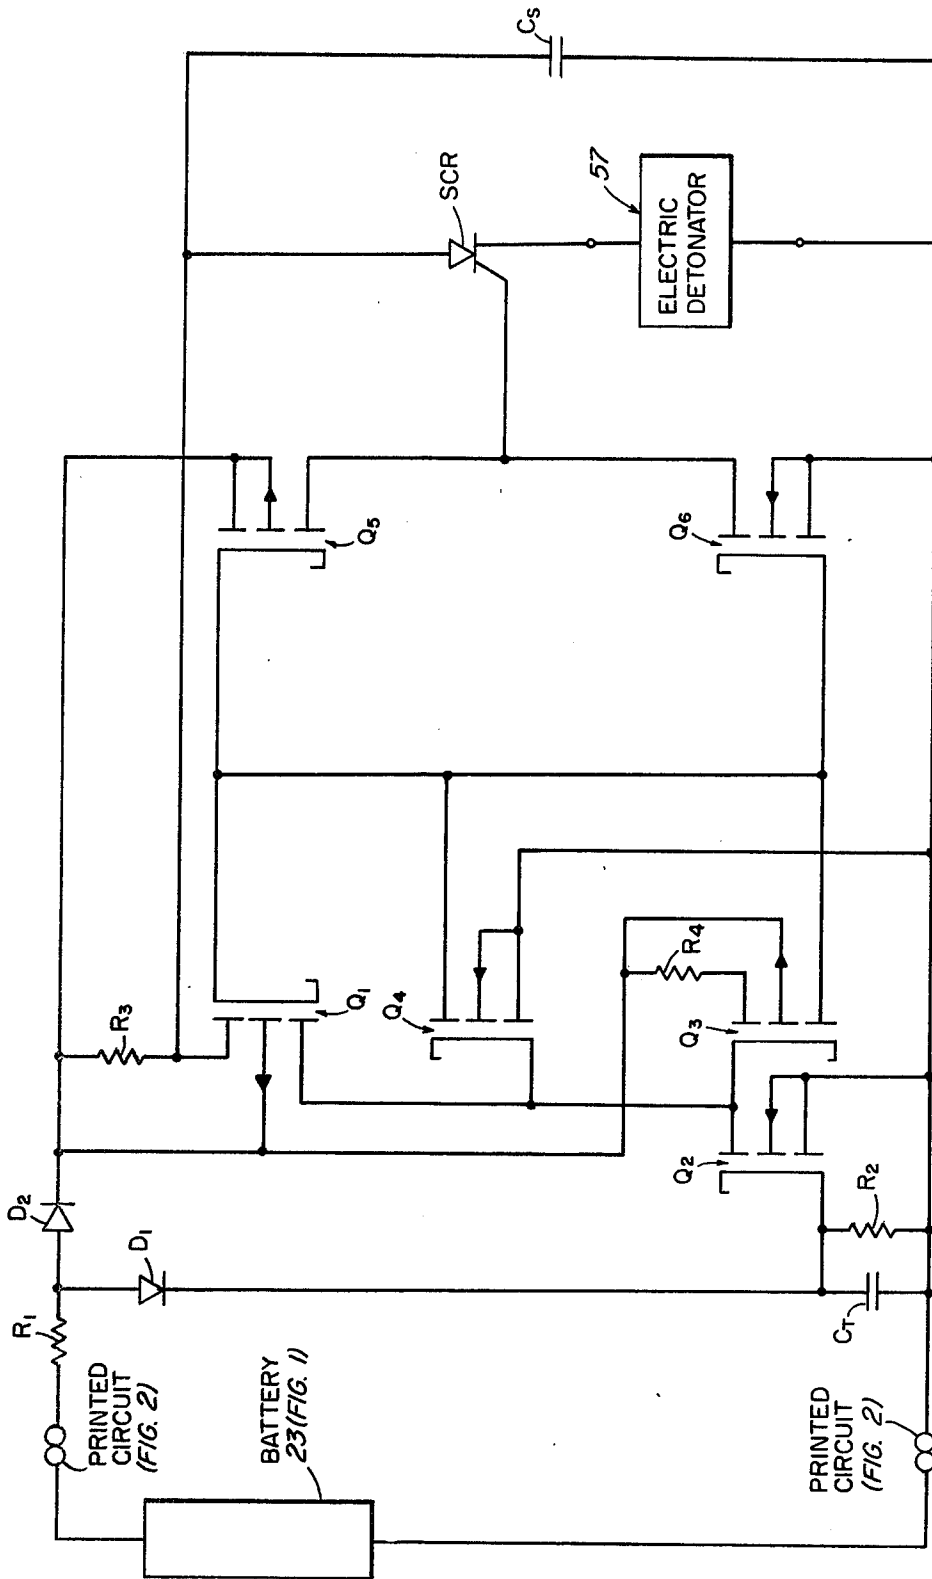 CS
SCR
57
ELECTRIC
DETONATOR
Q5
Q6
R3
Q1
Q4
R4
Q3
D2
D1
Q2
R2
R1
CT
PRINTED
CIRCUIT
(FIG. 2)
BATTERY
23(FIG. 1)
PRINTED
CIRCUIT
(FIG. 2)